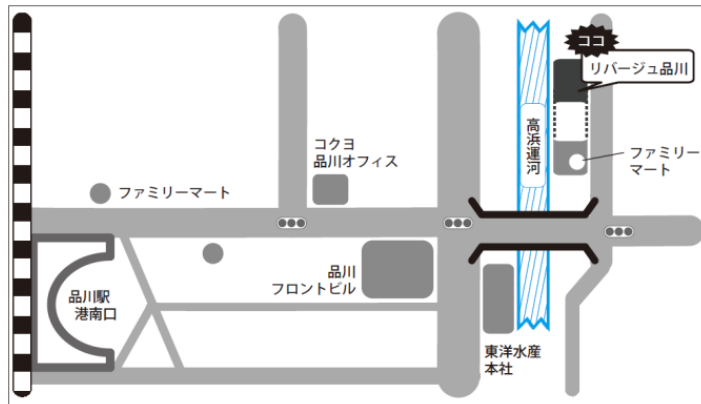 ココ
リバージュ品川
高浜運河
コクヨ
品川オフィス
ファミリー
マート
ファミリーマート
品川
フロントビル
品川駅
港南口
東洋水産
本社